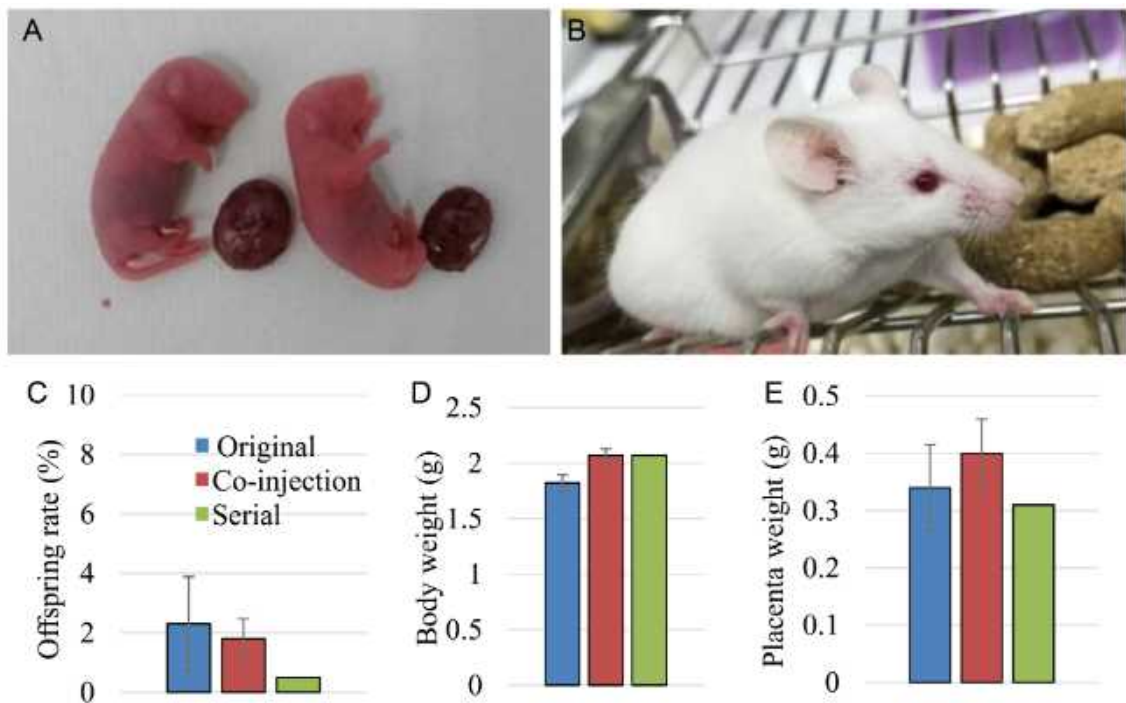 A
B
C
Offspring rate (%)
10
8
6
4
2
0
Original
Co-injection
Serial
D
Body weight (g)
2.5
2
1.5
1
0.5
0
E
Placenta weight (g)
0.5
0.4
0.3
0.2
0.1
0